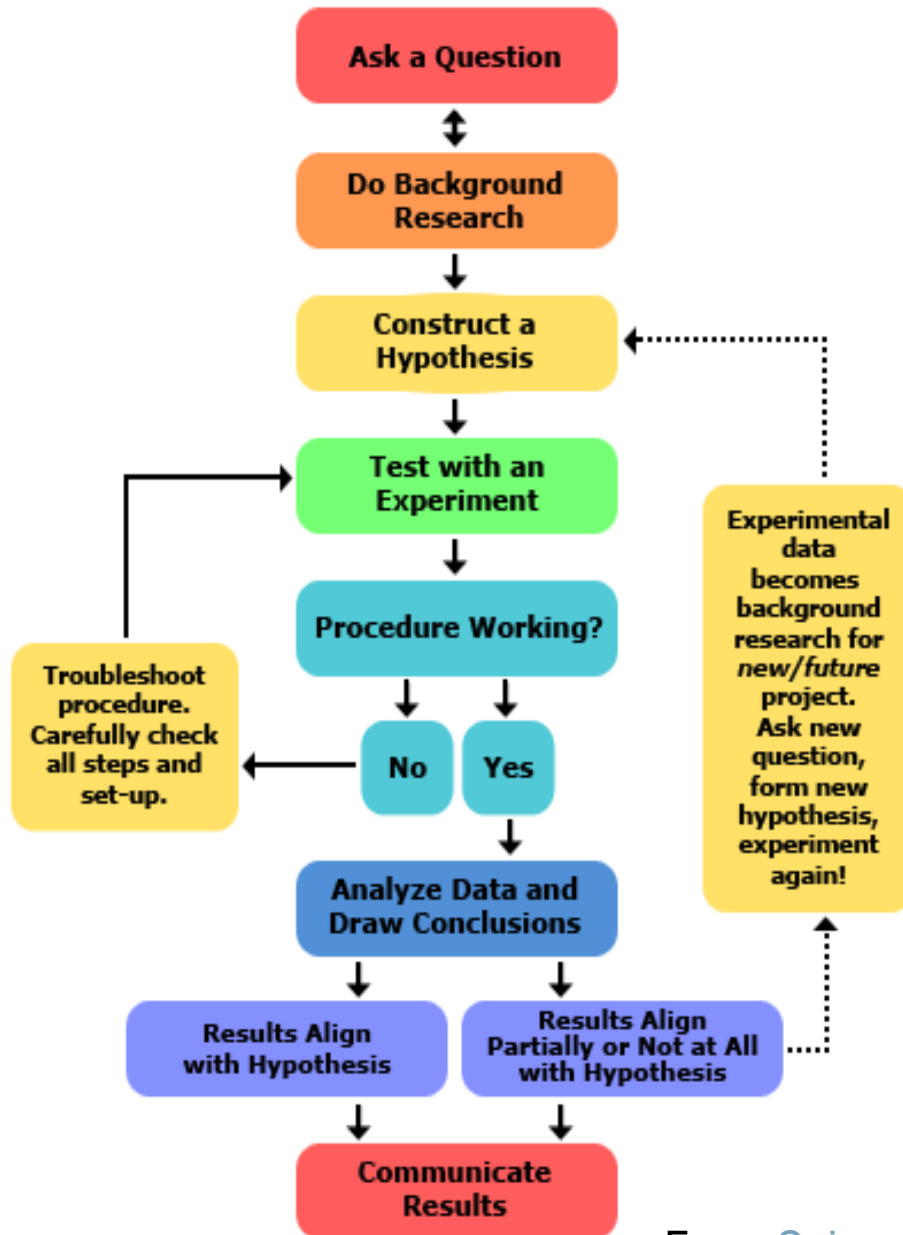 Ask a Question
Do Background
Research
Construct a
Hypothesis
Test with an
Experiment
Procedure Working?
No
Yes
Troubleshoot
procedure.
Carefully check
all steps and
set-up.
Experimental
data
becomes
background
research for
new/future
project.
Ask new
question,
form new
hypothesis,
experiment
again!
Analyze Data and
Draw Conclusions
Results Align
with Hypothesis
Results Align
Partially or Not at All
with Hypothesis
Communicate
Results